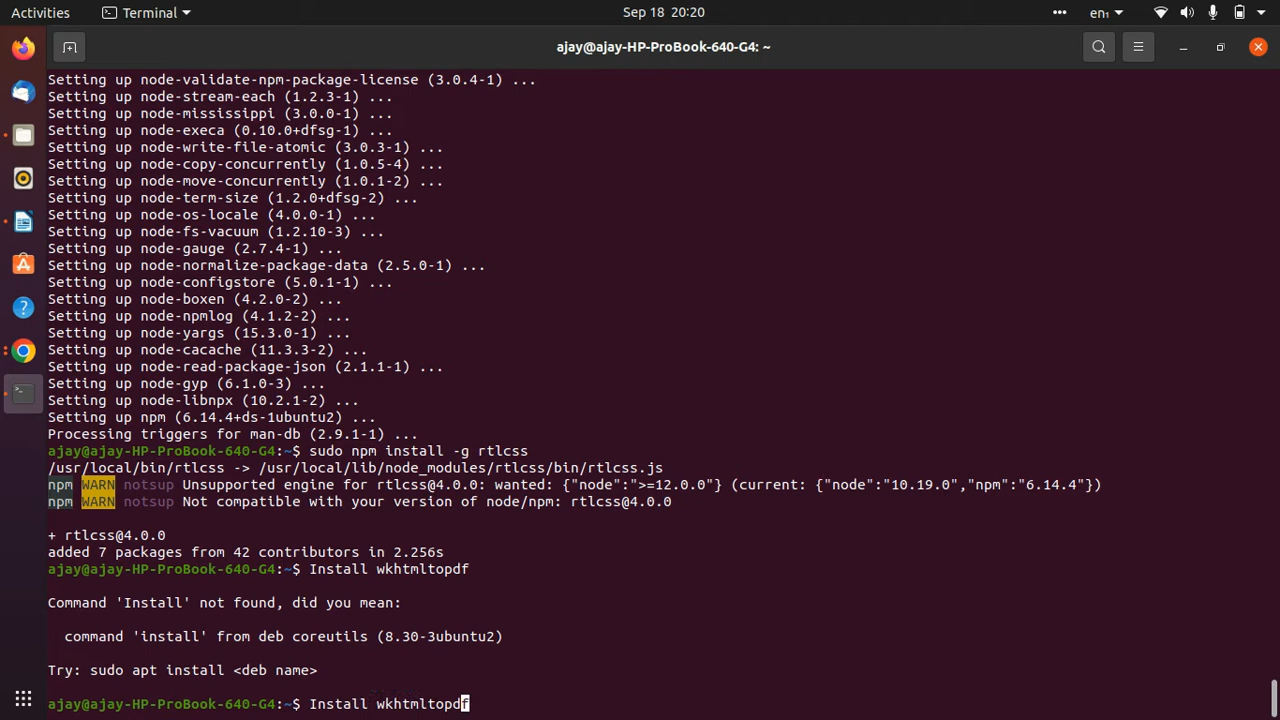 Activities
Terminal
Sep 18 20:20
en₁
ajay@ajay-HP-ProBook-640-G4: ~
Setting up node-validate-npm-package-license (3.0.4-1) ...
Setting up node-stream-each (1.2.3-1) ...
Setting up node-mississippi (3.0.0-1) ...
Setting up node-execa (0.10.0+dfsg-1) ...
Setting up node-write-file-atomic (3.0.3-1) ...
Setting up node-copy-concurrently (1.0.5-4) ...
Setting up node-move-concurrently (1.0.1-2) ...
Setting up node-term-size (1.2.0+dfsg-2) ...
Setting up node-os-locale (4.0.0-1) ...
Setting up node-fs-vacuum (1.2.10-3) ...
Setting up node-gauge (2.7.4-1) ...
Setting up node-normalize-package-data (2.5.0-1) ...
Setting up node-configstore (5.0.1-1) ...
Setting up node-boxen (4.2.0-2) ...
Setting up node-npmlog (4.1.2-2) ...
Setting up node-yargs (15.3.0-1) ...
Setting up node-cacache (11.3.3-2) ...
Setting up node-read-package-json (2.1.1-1) ...
Setting up node-gyp (6.1.0-3) ...
Setting up node-libnpx (10.2.1-2) ...
Setting up npm (6.14.4+ds-1ubuntu2) ...
Processing triggers for man-db (2.9.1-1) ...
ajay@ajay-HP-ProBook-640-G4:~$ sudo npm install -g rtlcss
/usr/local/bin/rtlcss -> /usr/local/lib/node_modules/rtlcss/bin/rtlcss.js
npm WARN notsup Unsupported engine for rtlcss@4.0.0: wanted: {"node":">=12.0.0"} (current: {"node":"10.19.0","npm":"6.14.4"})
npm WARN notsup Not compatible with your version of node/npm: rtlcss@4.0.0
+ rtlcss@4.0.0
added 7 packages from 42 contributors in 2.256s
ajay@ajay-HP-ProBook-640-G4:~$ Install wkhtmltopdf
Command 'Install' not found, did you mean:
command 'install' from deb coreutils (8.30-3ubuntu2)
Try: sudo apt install <deb name>
ajay@ajay-HP-ProBook-640-G4:~$ Install wkhtmltopdf